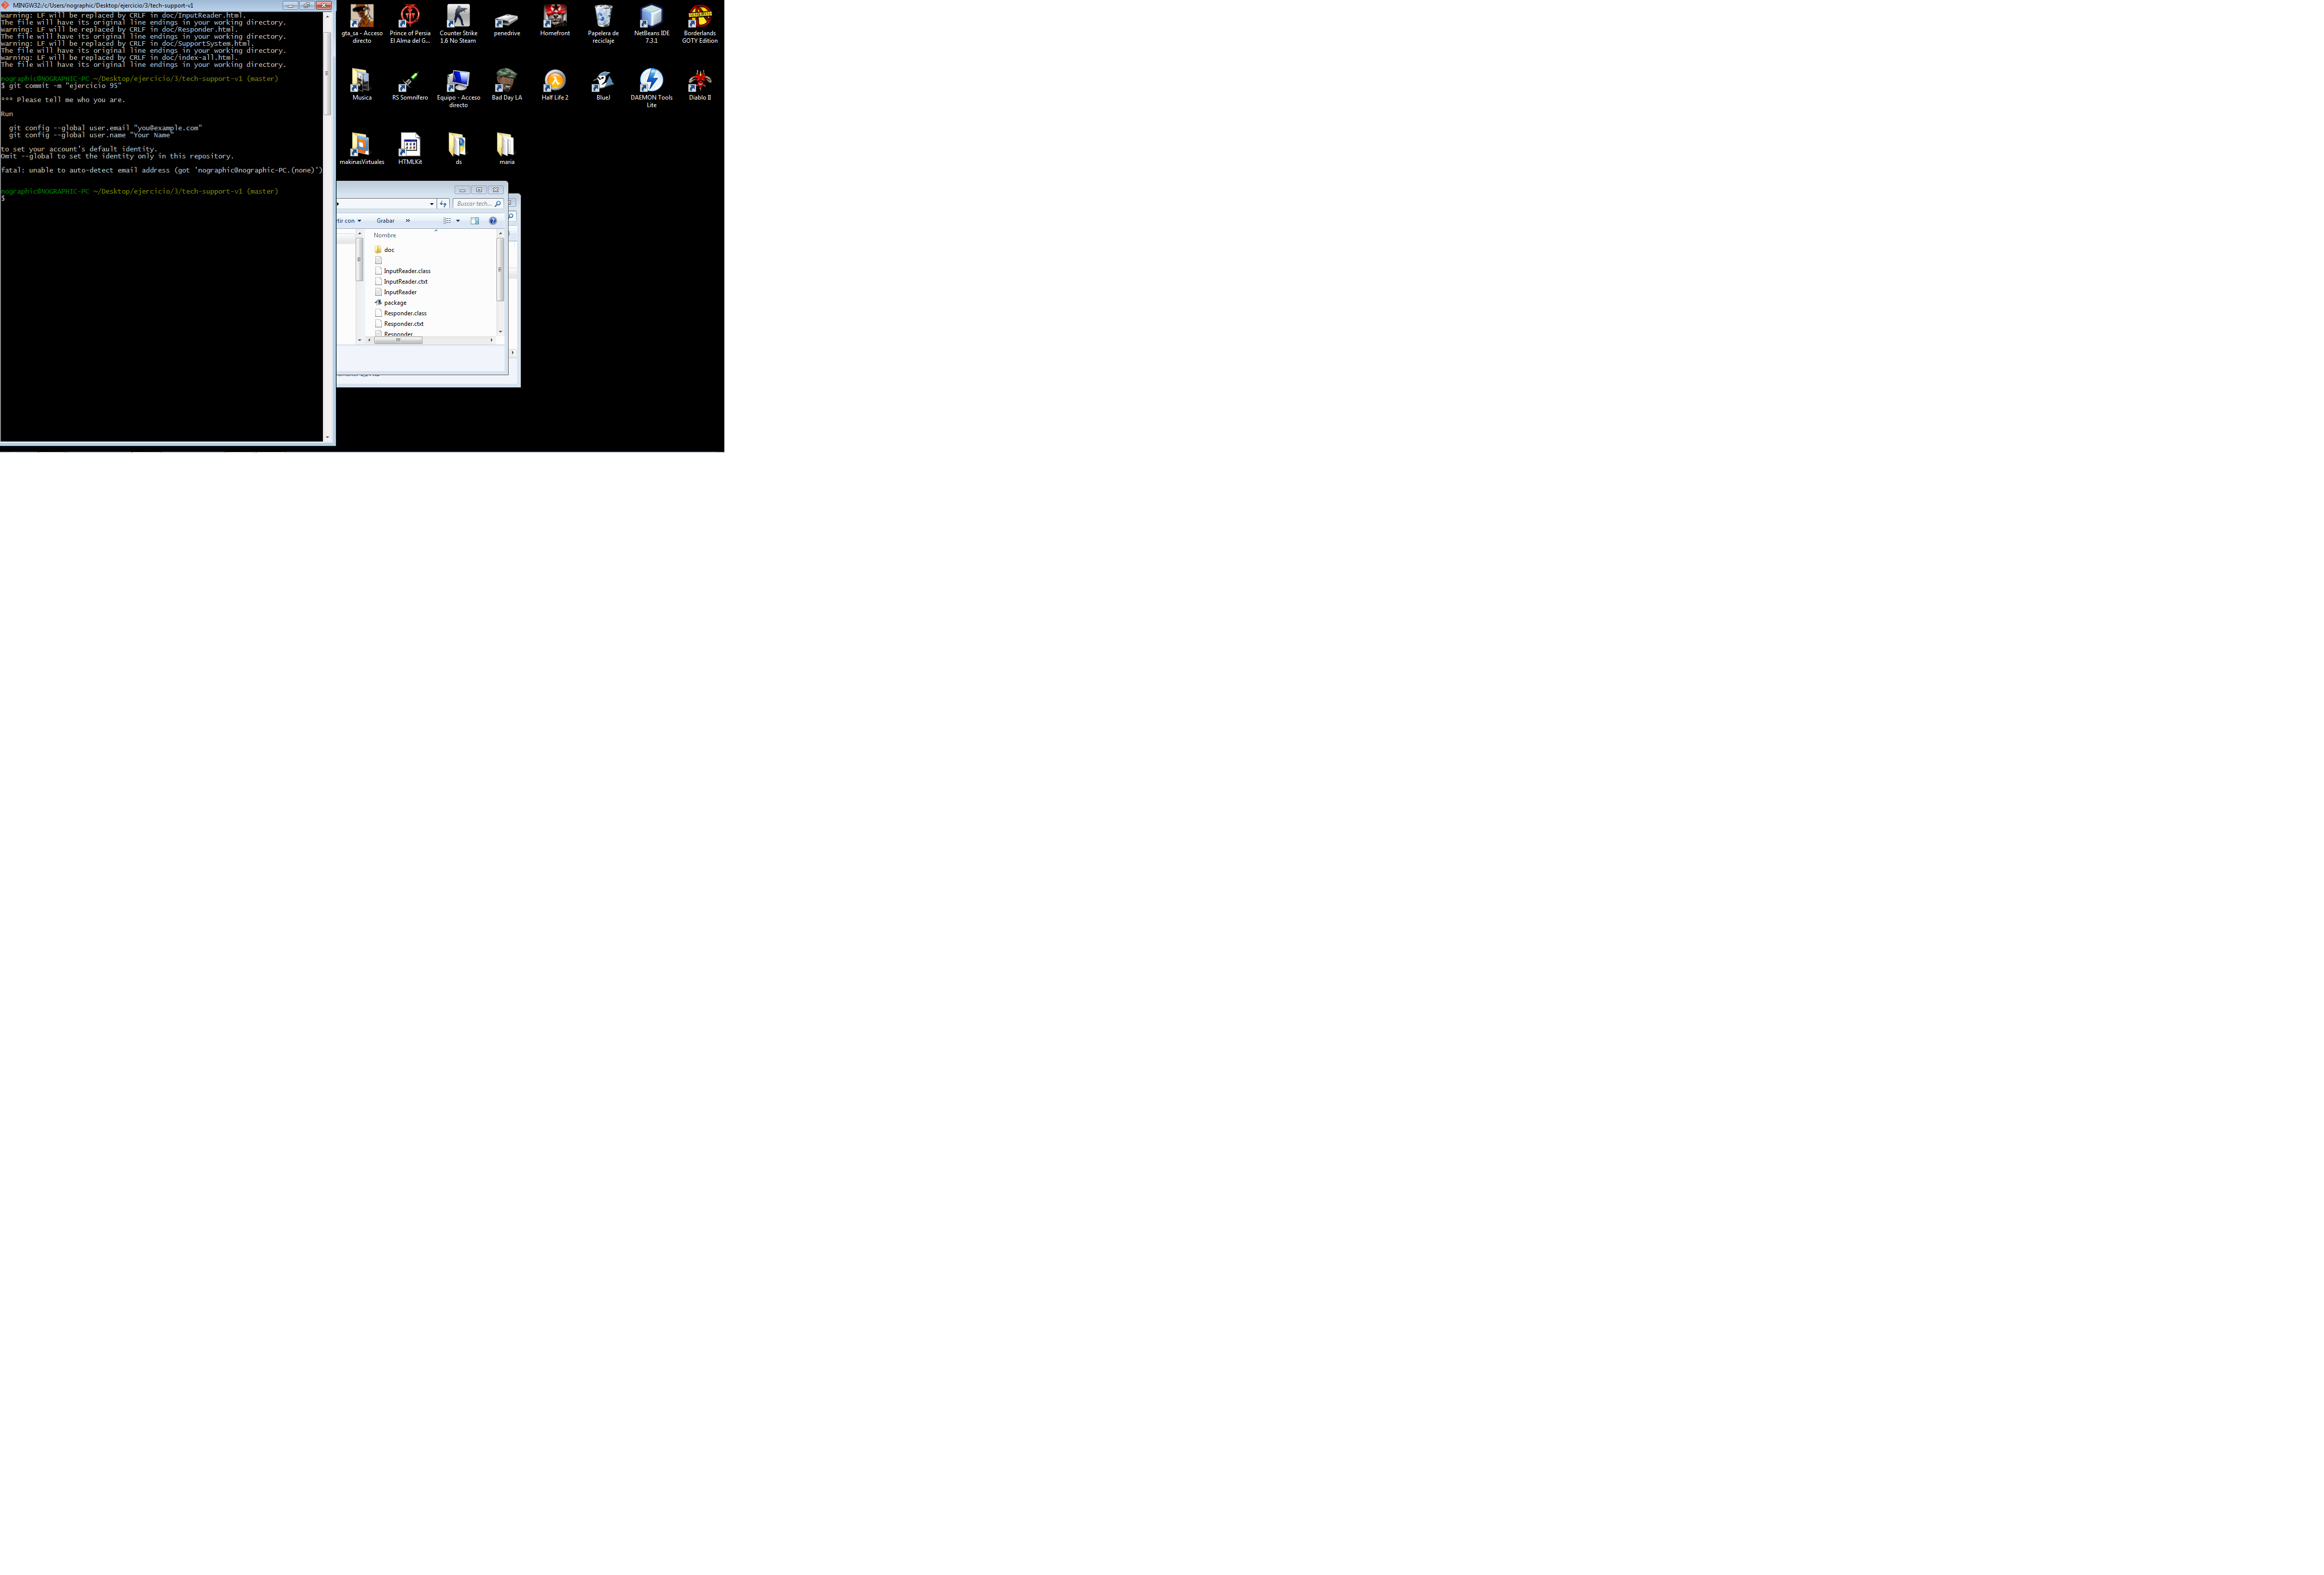 MINGW32:/c/Users/nographic/Desktop/ejercicio/3/tech-support-v1
warning: LF will be replaced by CRLF in doc/InputReader.html.
The file will have its original line endings in your working directory.
warning: LF will be replaced by CRLF in doc/Responder.html.
The file will have its original line endings in your working directory.
warning: LF will be replaced by CRLF in doc/SupportSystem.html.
The file will have its original line endings in your working directory.
warning: LF will be replaced by CRLF in doc/index-all.html.
The file will have its original line endings in your working directory.
nographic@NOGRAPHIC-PC ~/Desktop/ejercicio/3/tech-support-v1 (master)
$ git commit -m "ejercicio 95"
*** Please tell me who you are.
Run
git config --global user.email "you@example.com"
git config --global user.name "Your Name"
to set your account's default identity.
Omit --global to set the identity only in this repository.
fatal: unable to auto-detect email address (got 'nographic@nographic-PC.(none)')
nographic@NOGRAPHIC-PC ~/Desktop/ejercicio/3/tech-support-v1 (master)
$
gta_sa - Acceso
directo
Prince of Persia
El Alma del G...
Counter Strike
1.6 No Steam
penedrive
Homefront
Papelera de
reciclaje
NetBeans IDE
7.3.1
Borderlands
GOTY Edition
Musica
RS Somnífero
Equipo - Acceso
directo
Bad Day LA
Half Life 2
BlueJ
DAEMON Tools
Lite
Diablo II
makinasVirtuales
HTMLKit
ds
maria
Buscar tech...
rtir con
Grabar
»
Nombre
doc
InputReader.class
InputReader.ctxt
InputReader
package
Responder.class
Responder.ctxt
Responder